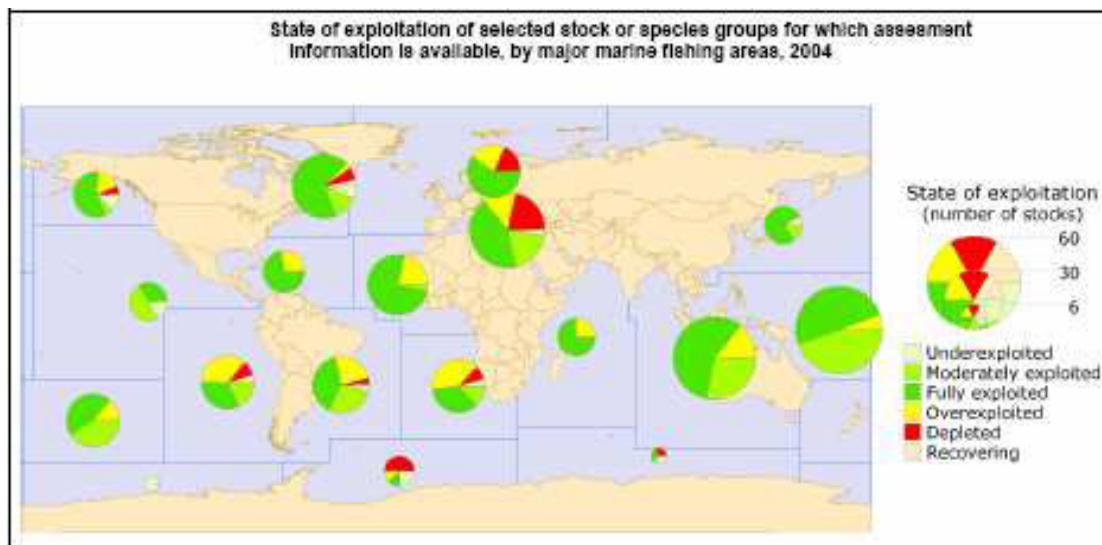 State of exploitation of selected stock or species groups for which assesment
information is available, by major marine fishing areas, 2004
State of exploitation
(number of stocks)
60
30
6
Underexploited
Moderately exploited
Fully exploited
Overexploited
Depleted
Recovering